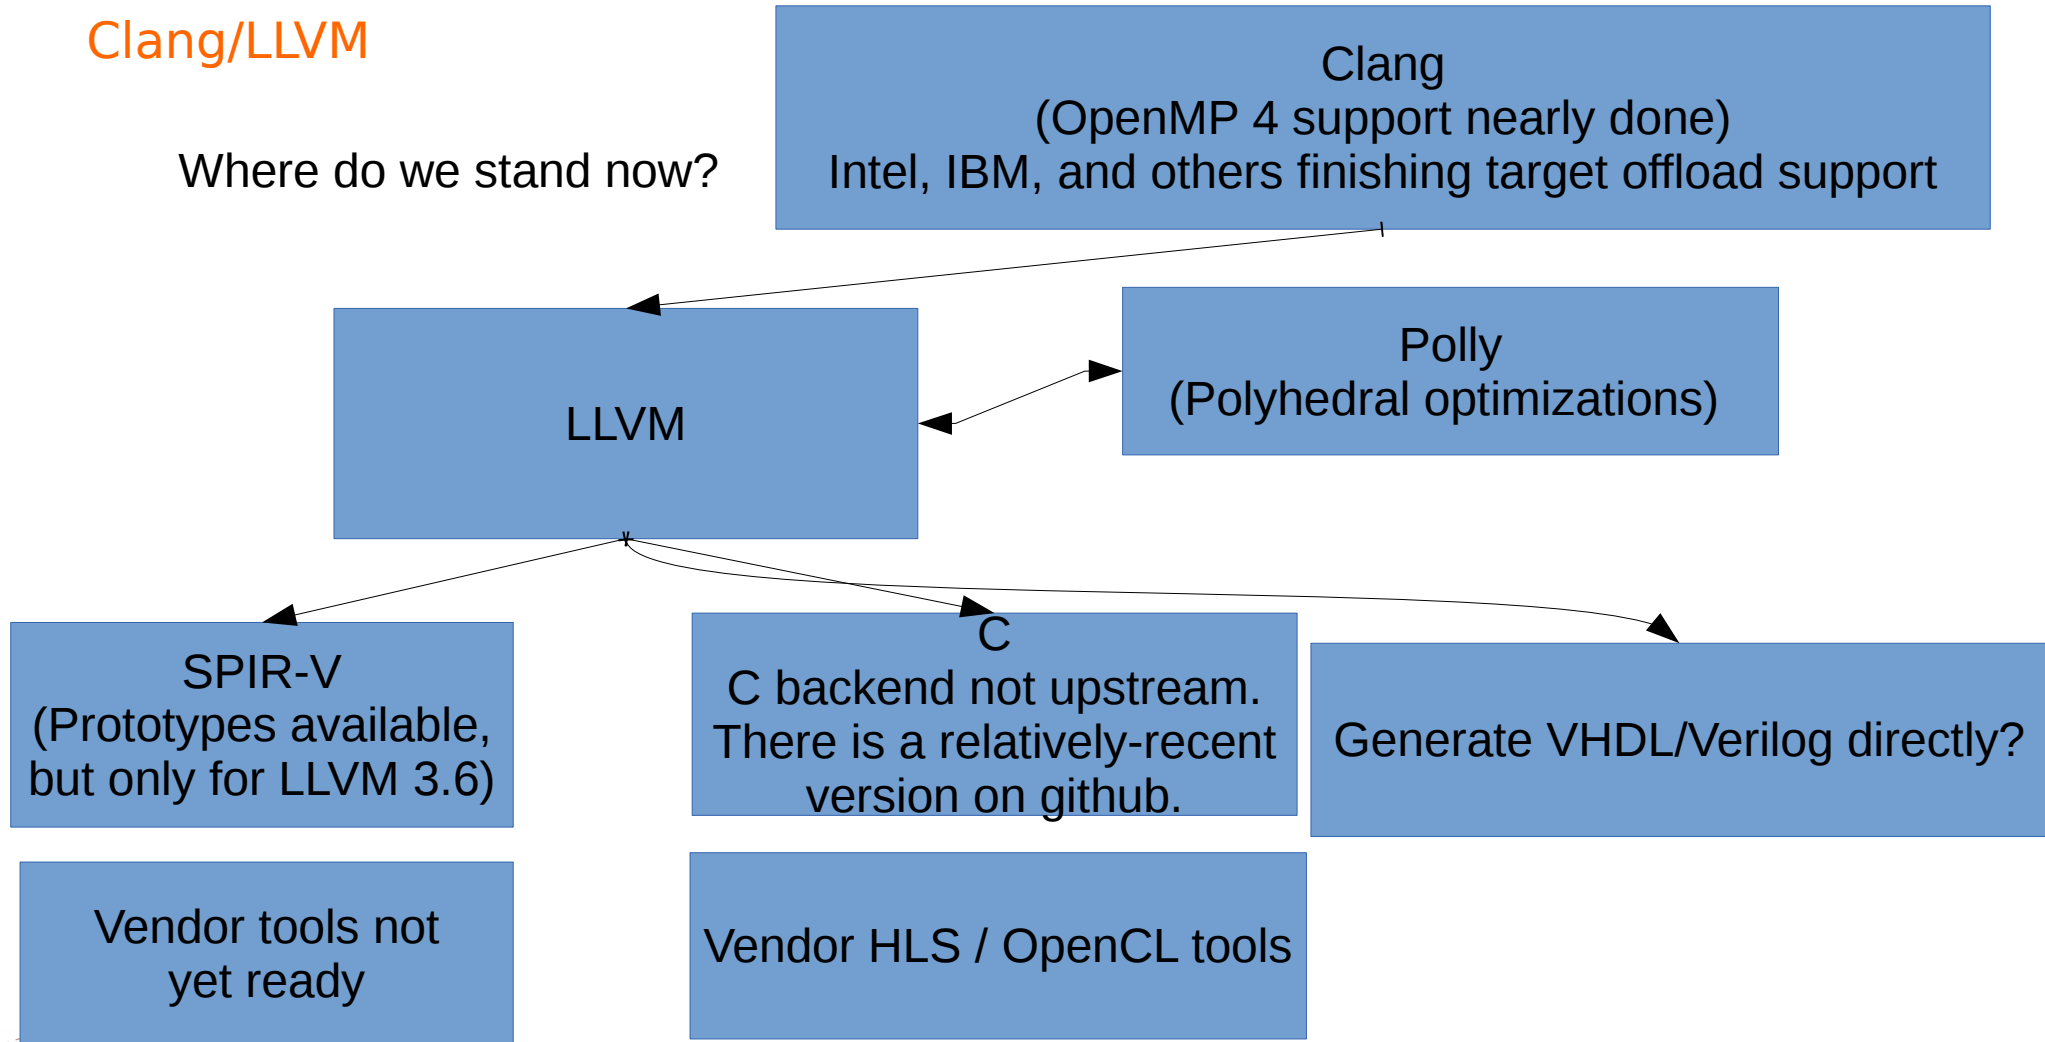 Clang/LLVM
Where do we stand now?
Clang
(OpenMP 4 support nearly done)
Intel, IBM, and others finishing target offload support
LLVM
Polly
(Polyhedral optimizations)
SPIR-V
(Prototypes available,
but only for LLVM 3.6)
C
C backend not upstream.
There is a relatively-recent
version on github.
Generate VHDL/Verilog directly?
Vendor tools not
yet ready
Vendor HLS / OpenCL tools